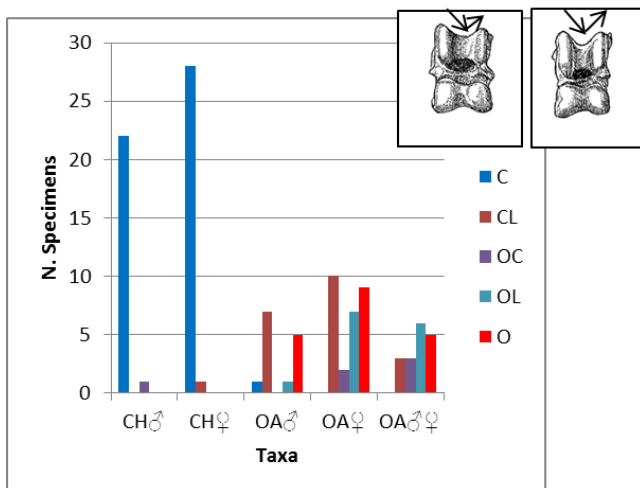 30
25
20
15
10
5
0
N. Specimens
CH♂ CH♀ OA♂ OA♀ OA♂♀
Taxa
C
CL
OC
OL
O